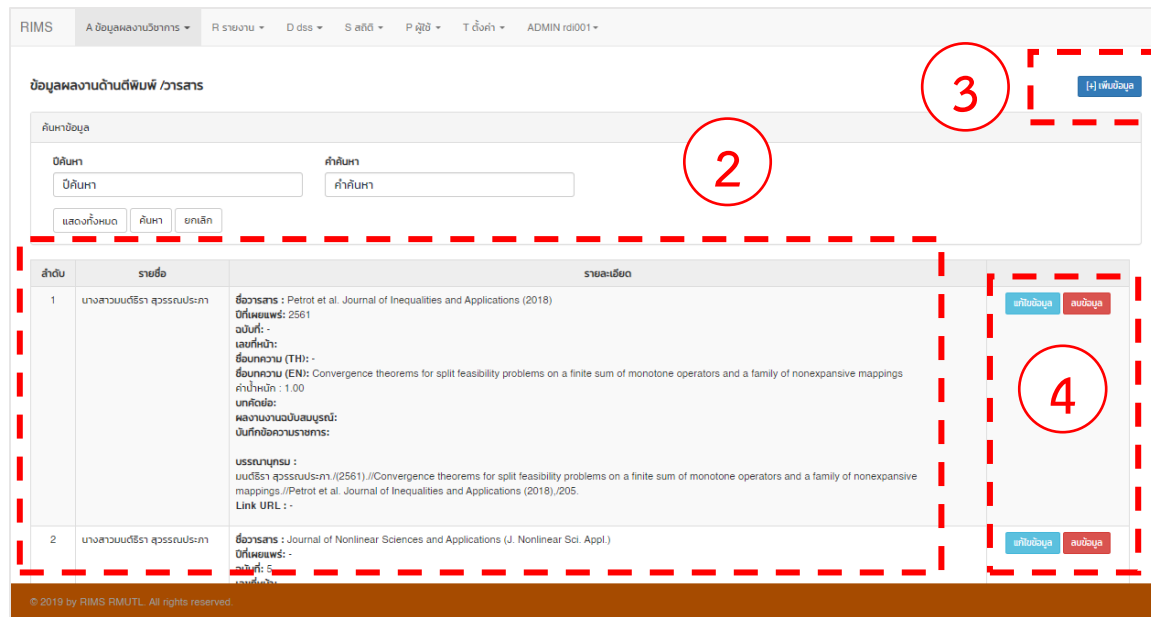 RIMS A ข้อมูลผลงานวิชาการ R รายงาน D dss S สถิติ P ผู้ใช้ T ตั้งค่า ADMIN rdi001
ข้อมูลผลงานด้านตีพิมพ์ /วารสาร
3
[+] เพิ่มข้อมูล
ค้นหาข้อมูล
2
ปีค้นหา คำค้นหา
ปีค้นหา คำค้นหา
แสดงทั้งหมด ค้นหา ยกเลิก
ลำดับ รายชื่อ รายละเอียด
1 นางสาวมนต์ธิรา สุวรรณประภา ชื่อวารสาร : Petrot et al. Journal of Inequalities and Applications (2018) แก้ไขข้อมูล ลบข้อมูล
ปีที่เผยแพร่: 2561
ฉบับที่: -
เลขที่หน้า:
ชื่อบทความ (TH): -
ชื่อบทความ (EN): Convergence theorems for split feasibility problems on a finite sum of monotone operators and a family of nonexpansive mappings
ค่าน้ำหนัก : 1.00
4
บทคัดย่อ:
ผลงานงานฉบับสมบูรณ์:
บันทึกข้อความราชการ:
บรรณานุกรม :
มนต์ธิรา สุวรรณประภา./(2561).//Convergence theorems for split feasibility problems on a finite sum of monotone operators and a family of nonexpansive
mappings.//Petrot et al. Journal of Inequalities and Applications (2018),/205.
Link URL : -
2 นางสาวมนต์ธิรา สุวรรณประภา ชื่อวารสาร : Journal of Nonlinear Sciences and Applications (J. Nonlinear Sci. Appl.) แก้ไขข้อมูล ลบข้อมูล
ปีที่เผยแพร่: -
ฉบับที่: 5
© 2019 by RIMS RMUTL. All rights reserved.